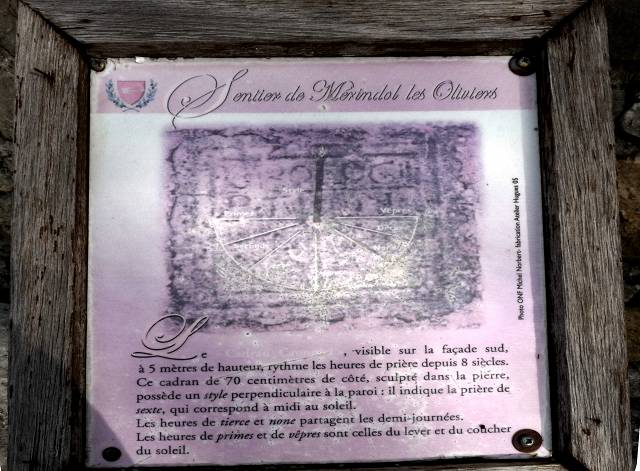 Sentier de Mérindol les Oliviers
Style
Primes
Vêpres
Le , visible sur la façade sud,
à 5 mètres de hauteur, rythme les heures de prière depuis 8 siècles.
Ce cadran de 70 centimètres de côté, sculpté dans la pierre,
possède un style perpendiculaire à la paroi : il indique la prière de
sexte, qui correspond à midi au soleil.
Les heures de tierce et none partagent les demi-journées.
Les heures de primes et de vêpres sont celles du lever et du coucher
du soleil.
Photo ONF Michel Norbert- fabrication Atelier Hugues 05